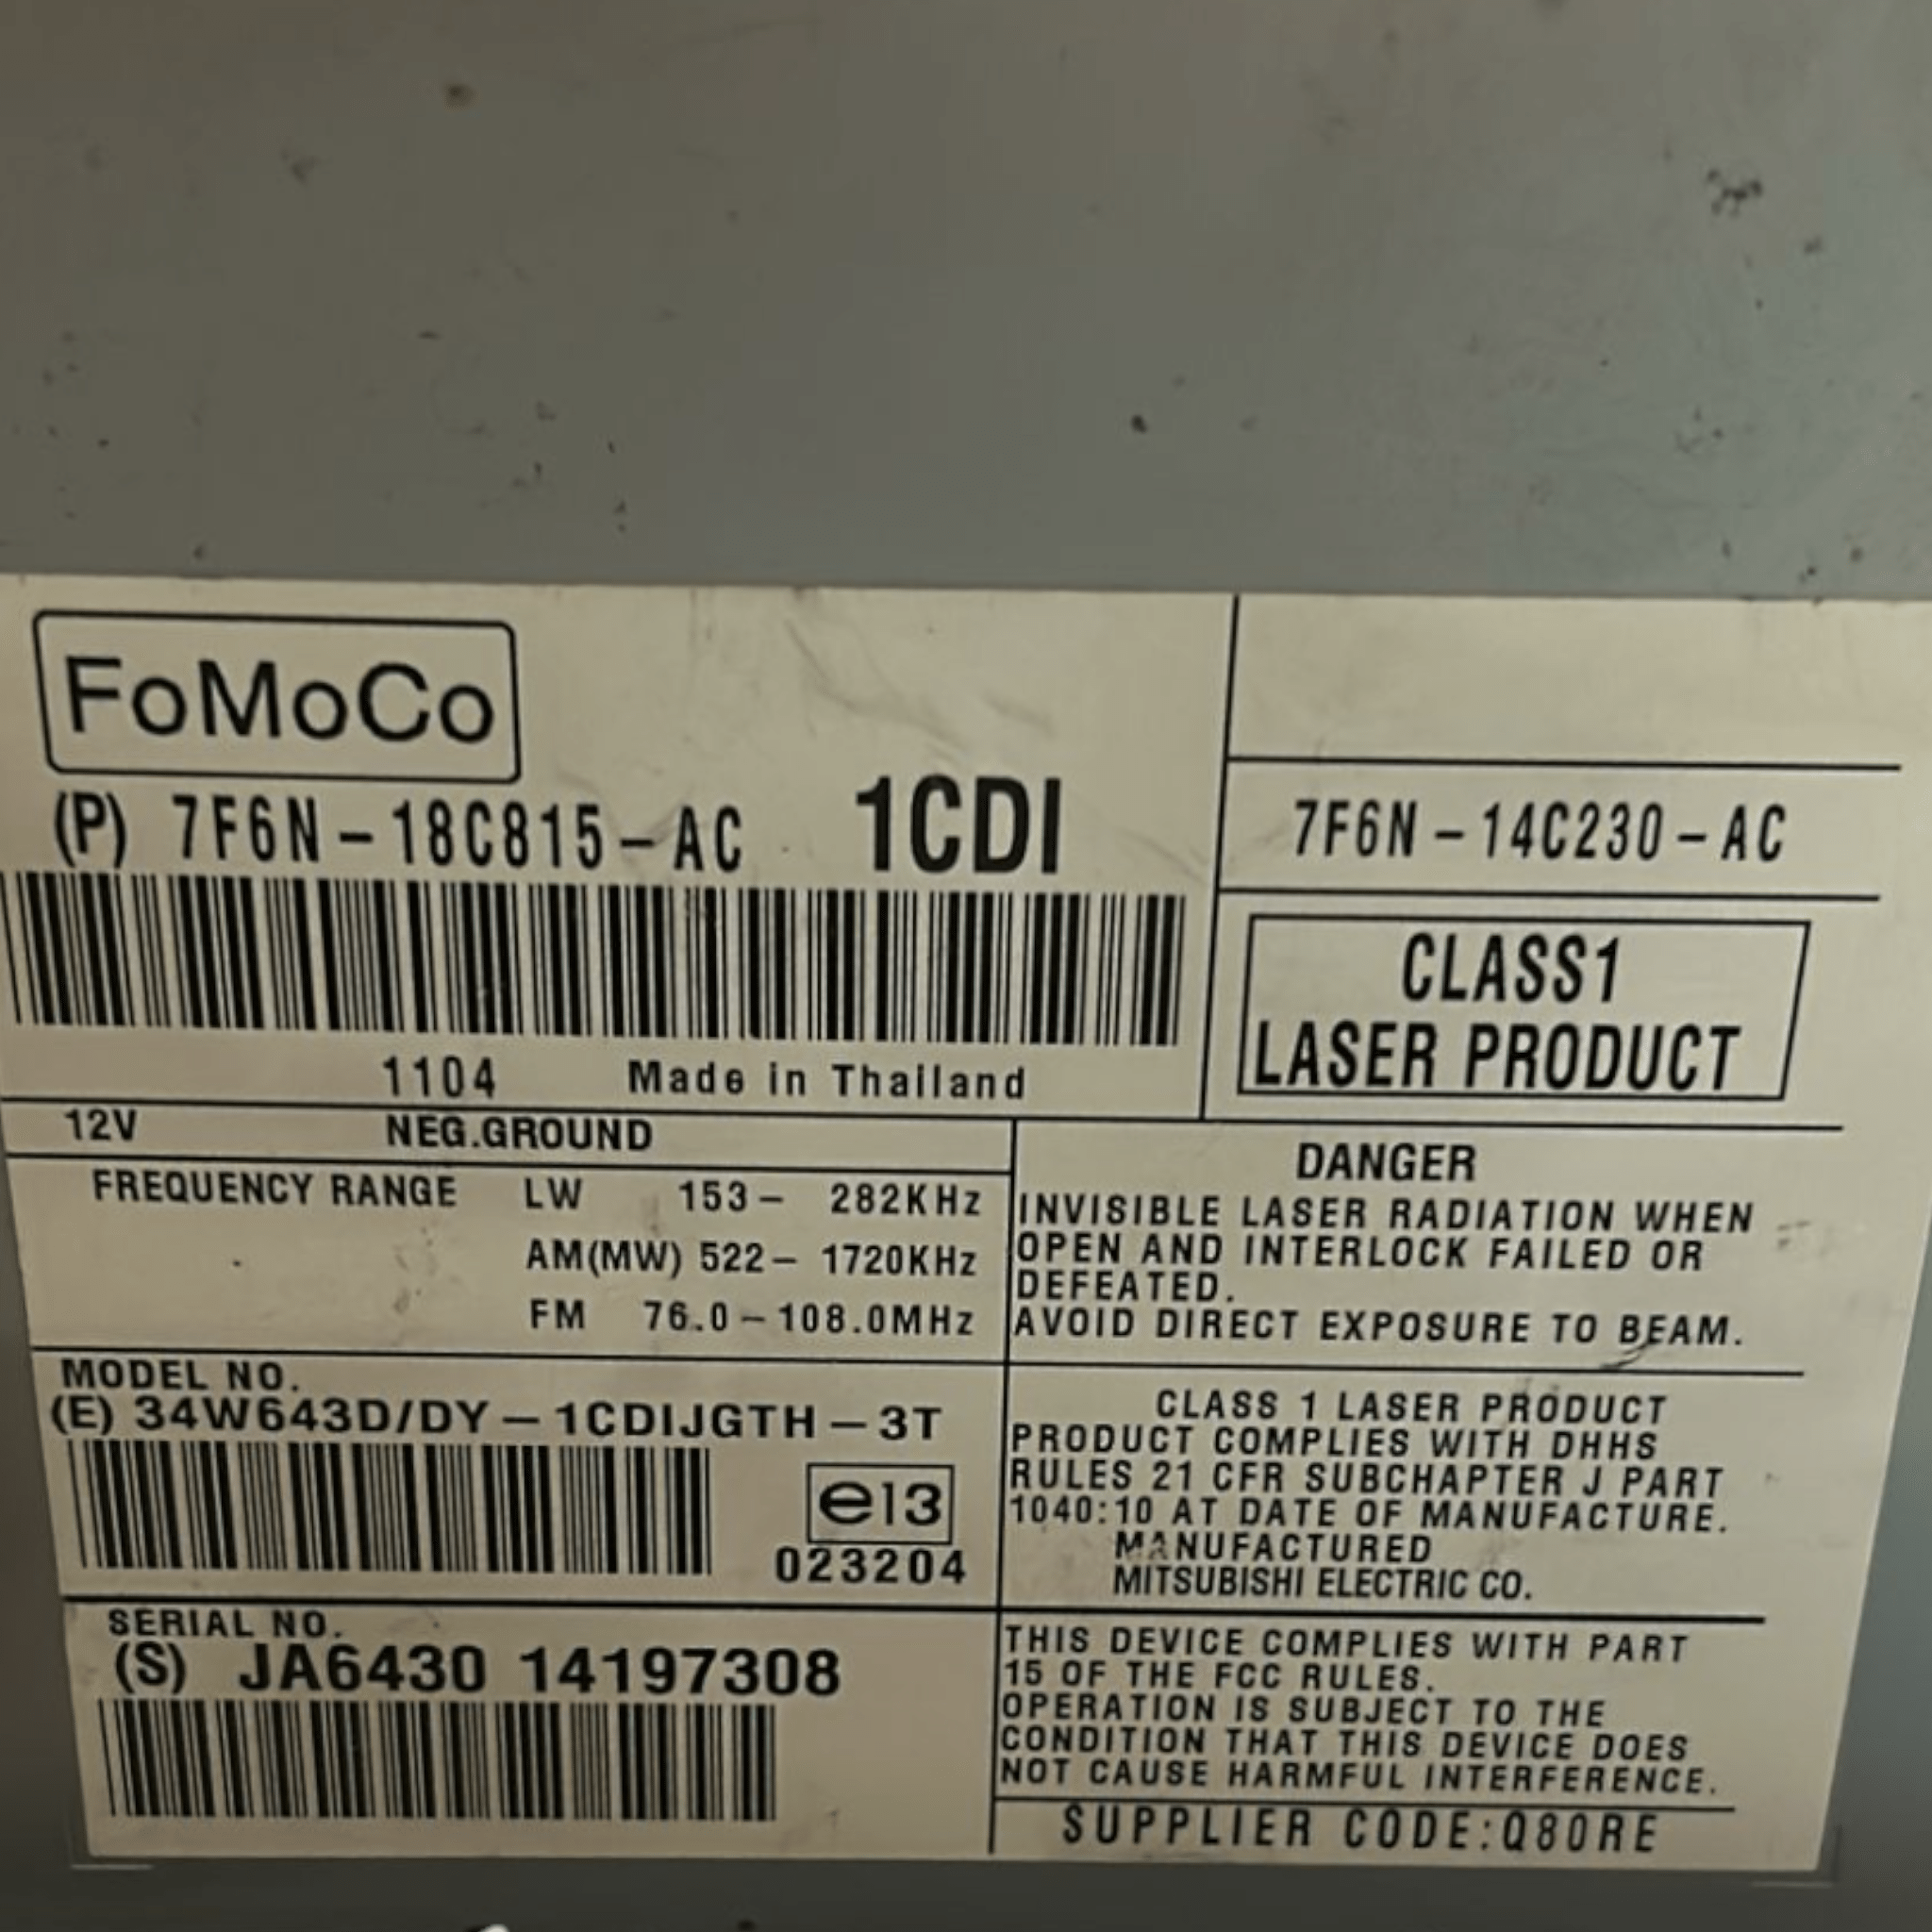 FoMoCo
(P) 7F6N-18C815-AC 1CDI
7F6N-14C230-AC
CLASS1
LASER PRODUCT
1104 Made in Thailand
12V NEG.GROUND
FREQUENCY RANGE LW 153- 282KHz
AM(MW) 522- 1720KHz
FM 76.0-108.0MHz
DANGER
INVISIBLE LASER RADIATION WHEN
OPEN AND INTERLOCK FAILED OR
DEFEATED.
AVOID DIRECT EXPOSURE TO BEAM.
MODEL NO.
(E) 34W643D/DY-1CDIJGTH-3T
e13
023204
CLASS 1 LASER PRODUCT
PRODUCT COMPLIES WITH DHHS
RULES 21 CFR SUBCHAPTER J PART
1040:10 AT DATE OF MANUFACTURE.
MANUFACTURED
MITSUBISHI ELECTRIC CO.
SERIAL NO.
(S) JA6430 14197308
THIS DEVICE COMPLIES WITH PART
15 OF THE FCC RULES.
OPERATION IS SUBJECT TO THE
CONDITION THAT THIS DEVICE DOES
NOT CAUSE HARMFUL INTERFERENCE.
SUPPLIER CODE:Q80RE